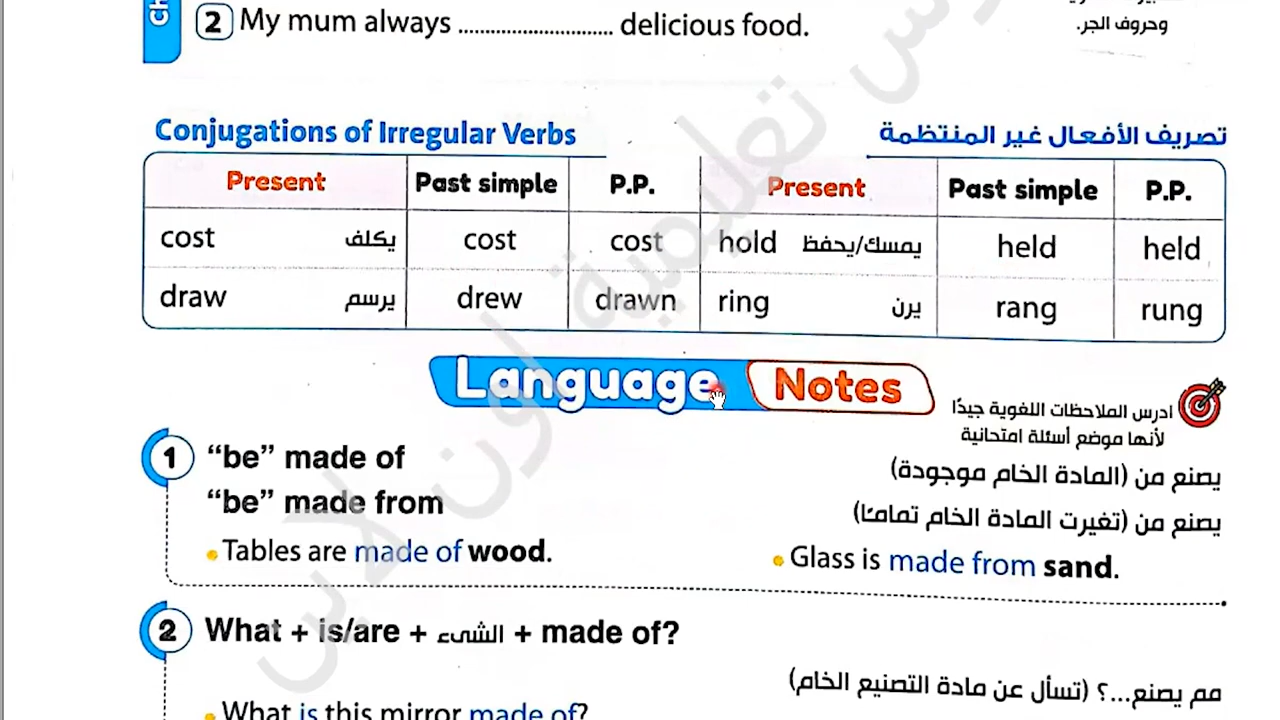 Ch
2 My mum always ............................ delicious food.
وحروف الجر.
Conjugations of Irregular Verbs تصريف الأفعال غير المنتظمة
Present Past simple P.P. Present Past simple P.P.
cost يكلف cost cost hold يمسك/يحفظ held held
draw يرسم drew drawn ring يرن rang rung
Language Notes
ادرس الملاحظات اللغوية جيدًا
لأنها موضع أسئلة امتحانية
1 “be” made of يصنع من (المادة الخام موجودة)
“be” made from يصنع من (تغيرت المادة الخام تمامًا)
• Tables are made of wood. • Glass is made from sand.
2 What + is/are + الشىء + made of?
مم يصنع...؟ (تسأل عن مادة التصنيع الخام)
• What is this mirror made of?